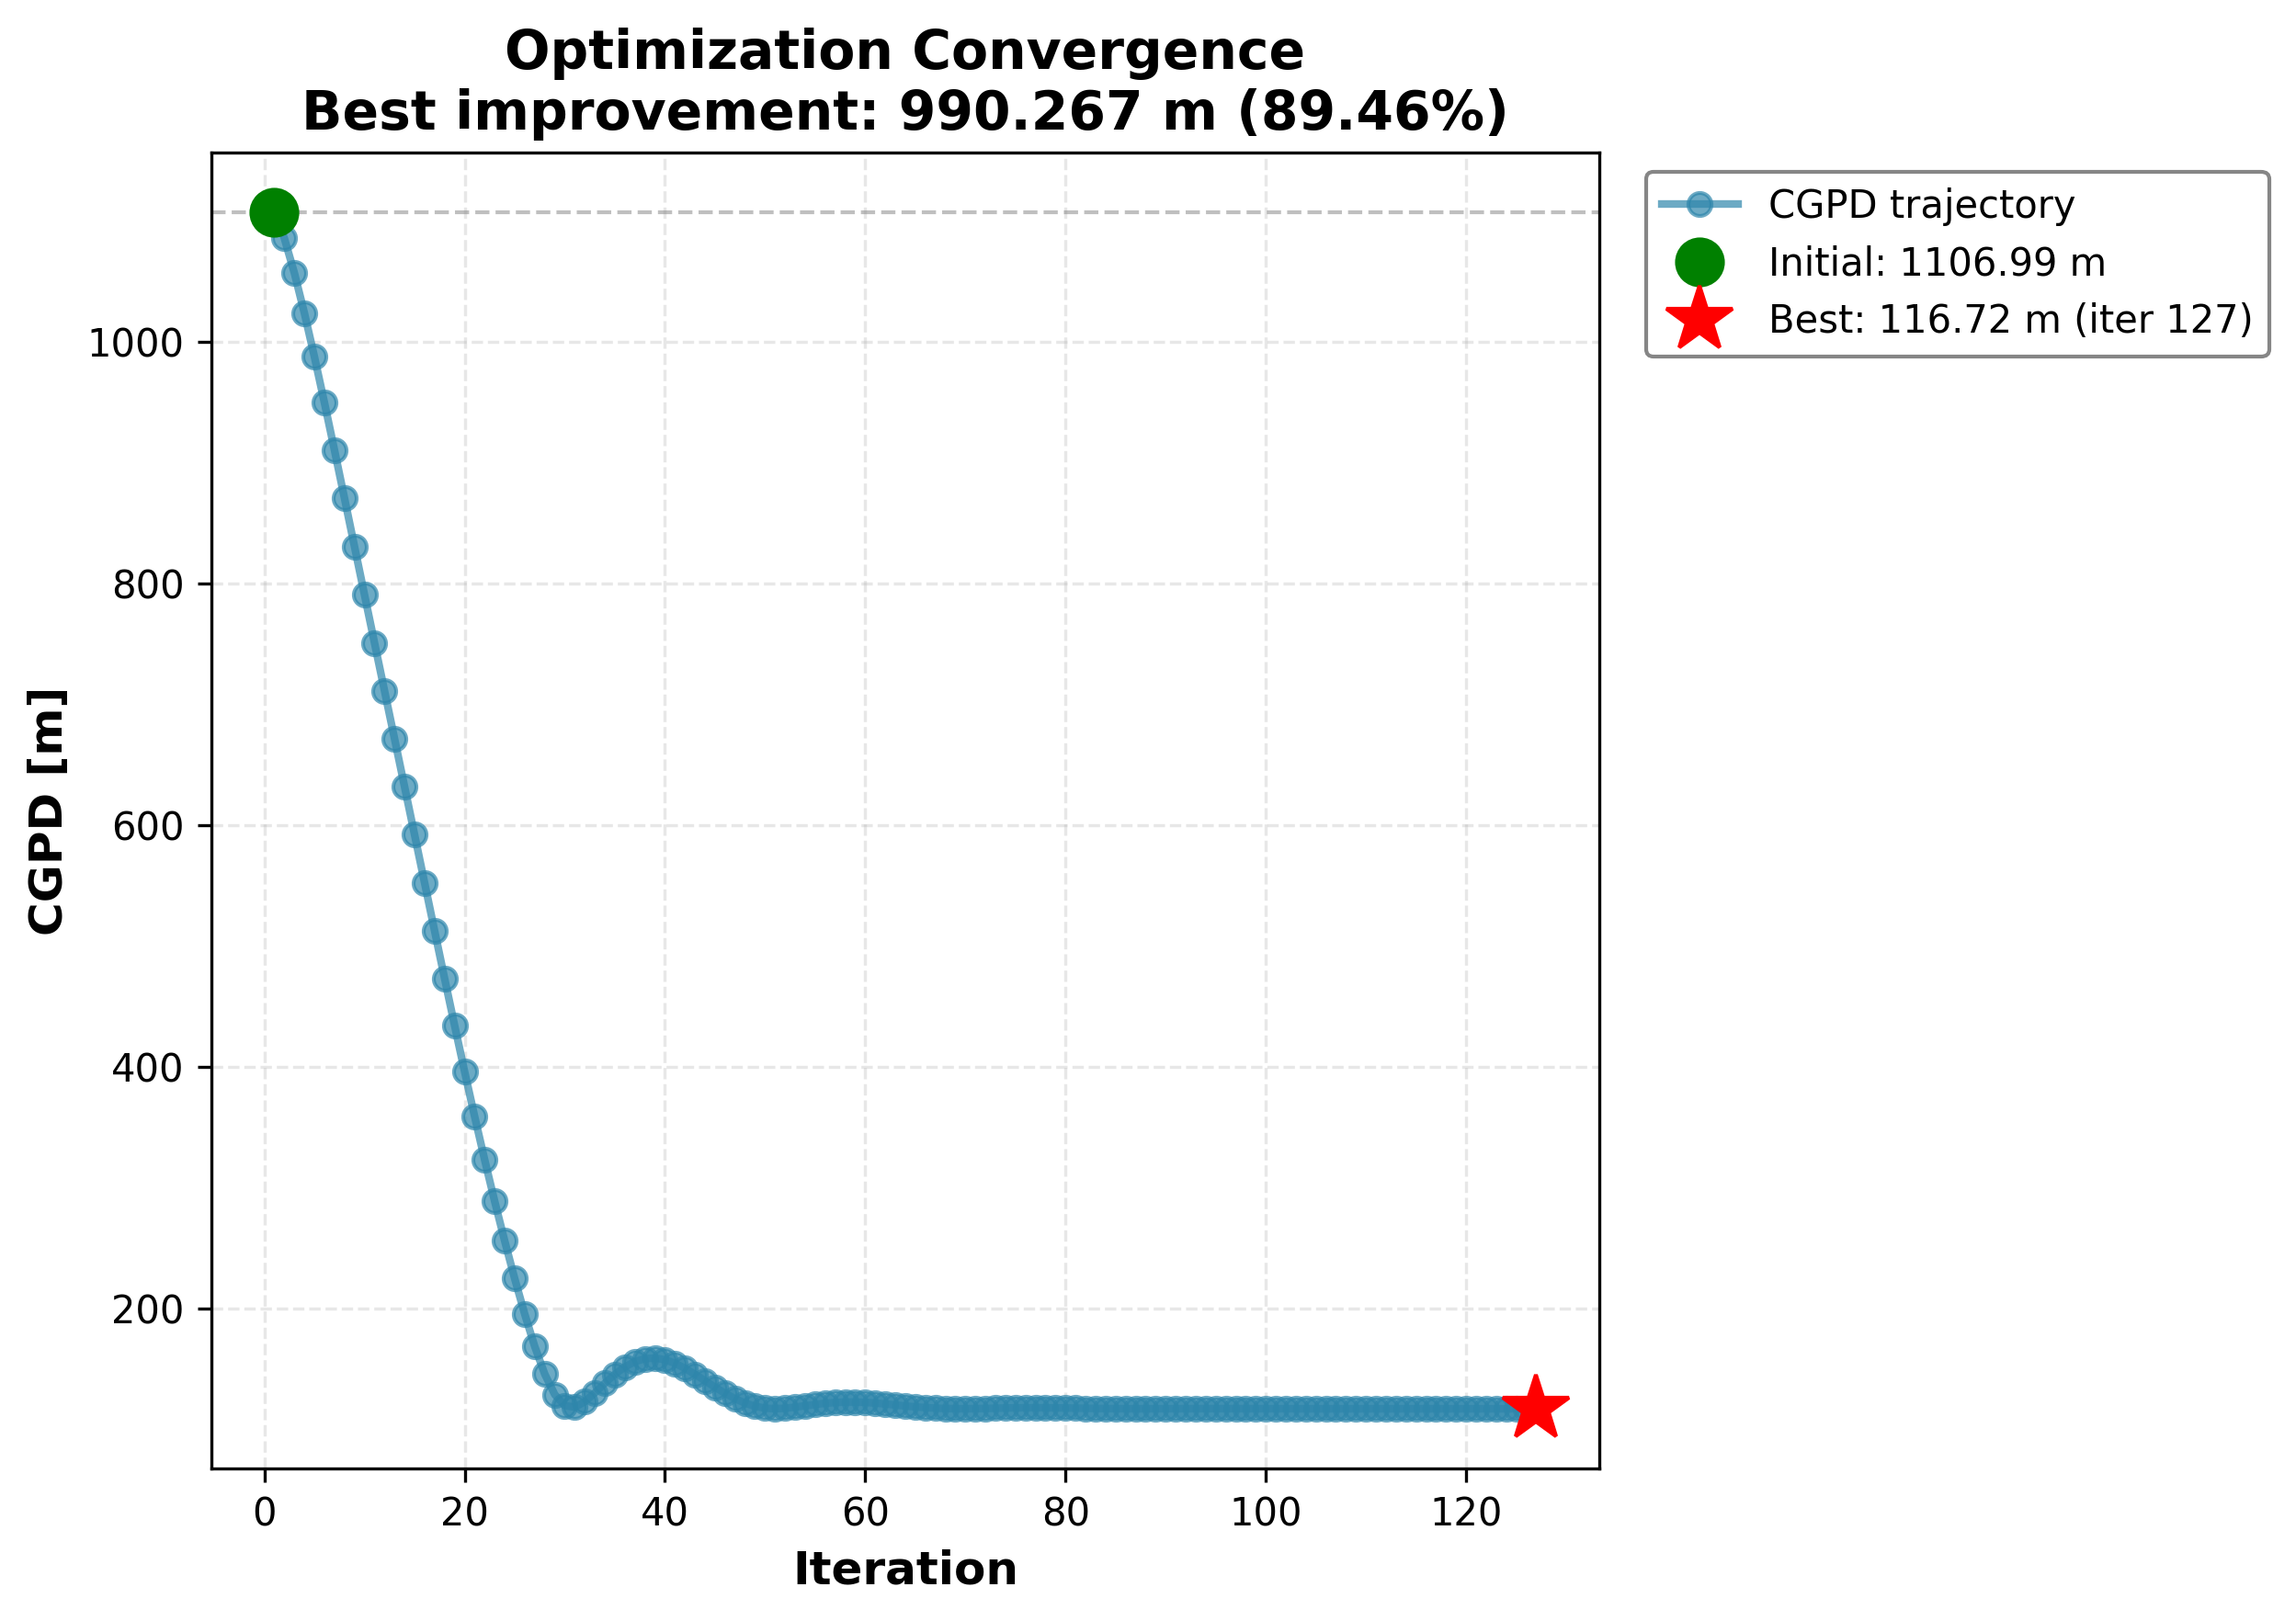 Optimization Convergence
Best improvement: 990.267 m (89.46%)
CGPD trajectory
Initial: 1106.99 m
Best: 116.72 m (iter 127)
CGPD [m]
1000
800
600
400
200
0 20 40 60 80 100 120
Iteration